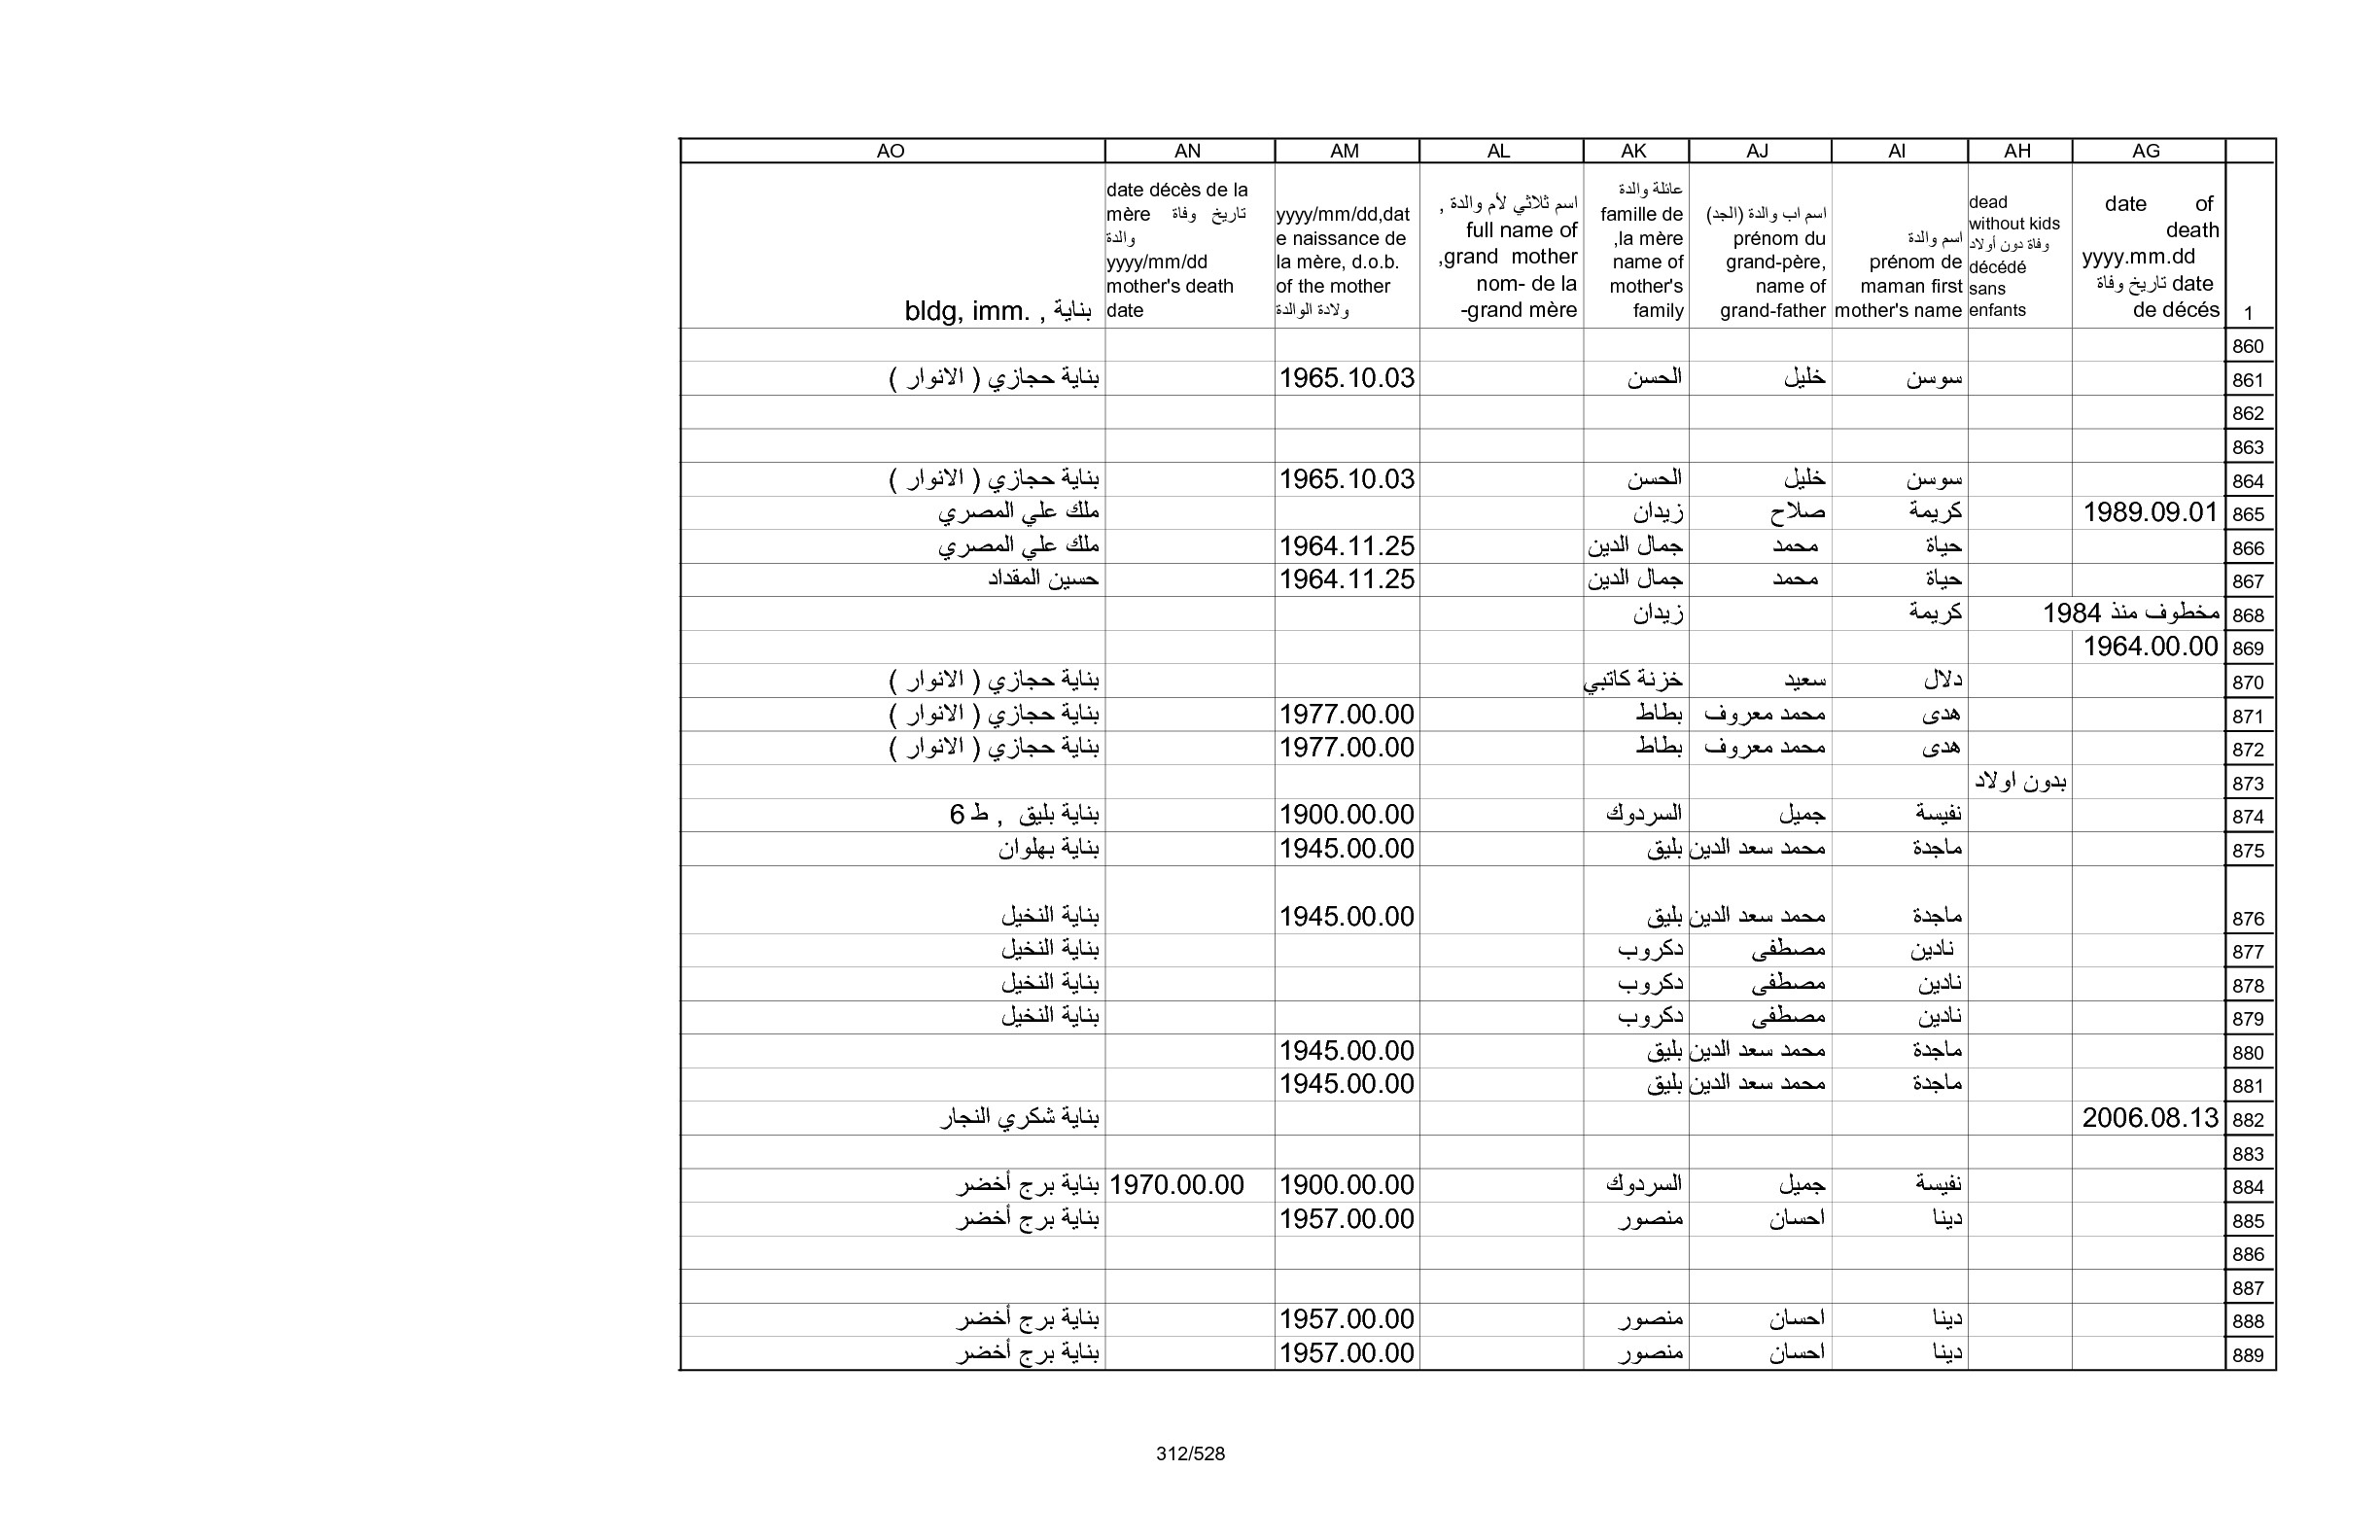 AG AH AI AJ AK AL AM AN AO
1
date of
death
yyyy.mm.dd
تاريخ وفاة date
de décés
dead
without kids
وفاة دون أولاد
décédé
sans
enfants
اسم والدة
prénom de
maman first
mother's name
اسم اب والدة (الجد)
prénom du
grand-père,
name of
grand-father
عائلة والدة
famille de
,la mère
name of
mother's
family
اسم ثلاثي لأم والدة ,
full name of
,grand mother
nom- de la
-grand mère
yyyy/mm/dd,dat
e naissance de
la mère, d.o.b.
of the mother
ولادة الوالدة
date décès de la
mère تاريخ وفاة
والدة
yyyy/mm/dd
mother's death
date
bldg, imm. , بناية
860
861 سوسن خليل الحسن 1965.10.03 بناية حجازي ( الانوار )
862
863
864 سوسن خليل الحسن 1965.10.03 بناية حجازي ( الانوار )
865 1989.09.01 كريمة صلاح زيدان ملك علي المصري
866 حياة محمد جمال الدين 1964.11.25 ملك علي المصري
867 حياة محمد جمال الدين 1964.11.25 حسين المقداد
868 مخطوف منذ 1984 كريمة زيدان
869 1964.00.00
870 دلال سعيد خزنة كاتبي بناية حجازي ( الانوار )
871 هدى محمد معروف بطاط 1977.00.00 بناية حجازي ( الانوار )
872 هدى محمد معروف بطاط 1977.00.00 بناية حجازي ( الانوار )
873 بدون اولاد
874 نفيسة جميل السردوك 1900.00.00 بناية بليق , ط 6
875 ماجدة محمد سعد الدين بليق 1945.00.00 بناية بهلوان
876 ماجدة محمد سعد الدين بليق 1945.00.00 بناية النخيل
877 نادين مصطفى دكروب بناية النخيل
878 نادين مصطفى دكروب بناية النخيل
879 نادين مصطفى دكروب بناية النخيل
880 ماجدة محمد سعد الدين بليق 1945.00.00
881 ماجدة محمد سعد الدين بليق 1945.00.00
882 2006.08.13 بناية شكري النجار
883
884 نفيسة جميل السردوك 1900.00.00 1970.00.00 بناية برج أخضر
885 دينا احسان منصور 1957.00.00 بناية برج أخضر
886
887
888 دينا احسان منصور 1957.00.00 بناية برج أخضر
889 دينا احسان منصور 1957.00.00 بناية برج أخضر
312/528